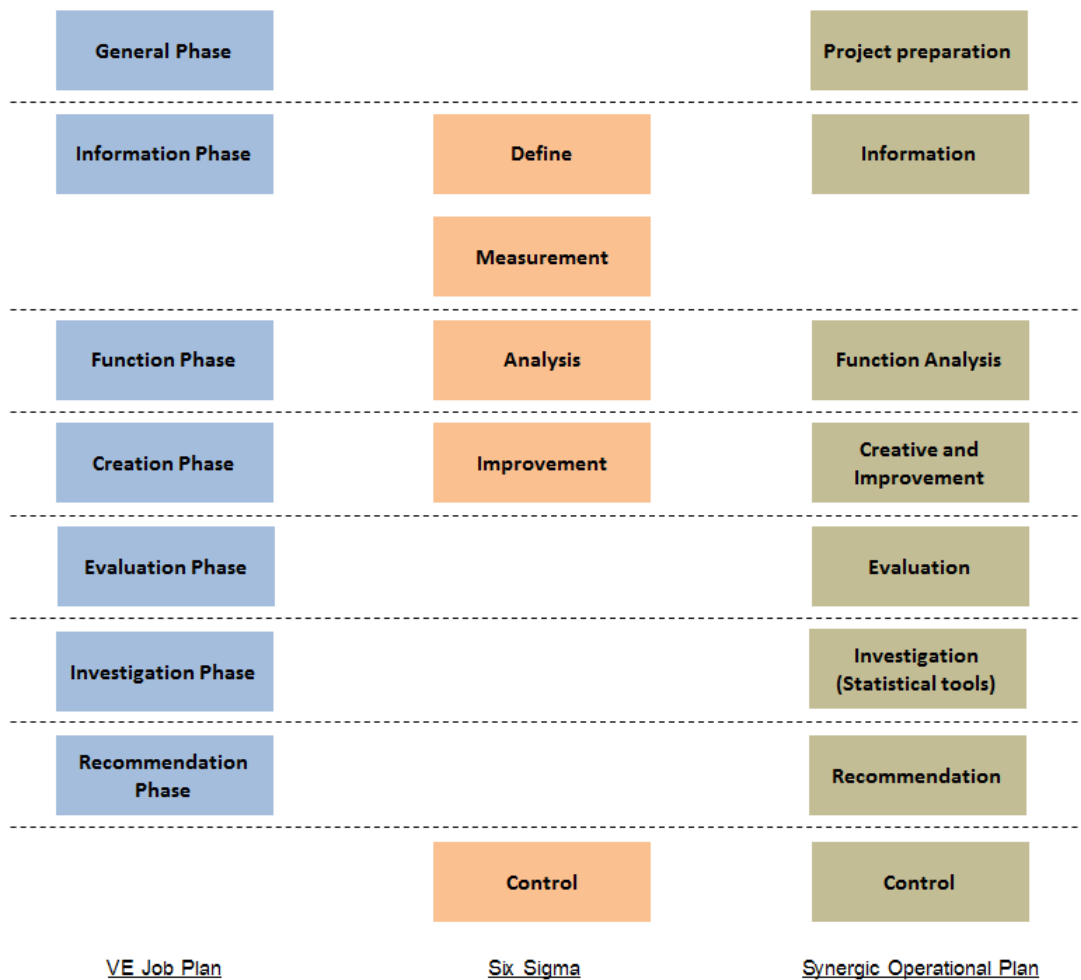 General Phase
Project preparation
Information Phase
Define
Information
Measurement
Function Phase
Analysis
Function Analysis
Creation Phase
Improvement
Creative and
Improvement
Evaluation Phase
Evaluation
Investigation Phase
Investigation
(Statistical tools)
Recommendation
Phase
Recommendation
Control
Control
VE Job Plan
Six Sigma
Synergic Operational Plan